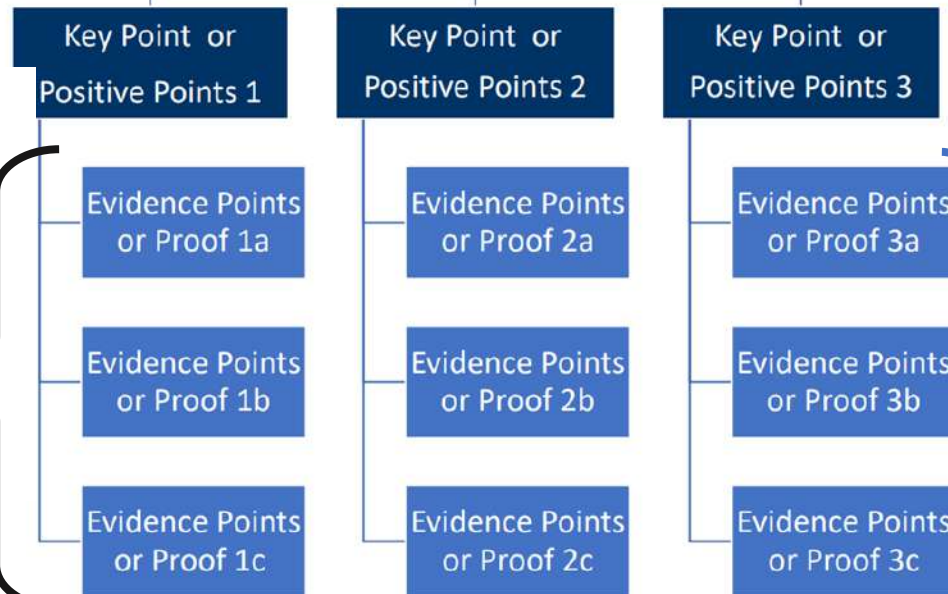 Key Point or
Positive Points 1
Evidence Points
or Proof 1a
Evidence Points
or Proof 1b
Evidence Points
or Proof 1c
Key Point or
Positive Points 2
Evidence Points
or Proof 2a
Evidence Points
or Proof 2b
Evidence Points
or Proof 2c
Key Point or
Positive Points 3
Evidence Points
or Proof 3a
Evidence Points
or Proof 3b
Evidence Points
or Proof 3c